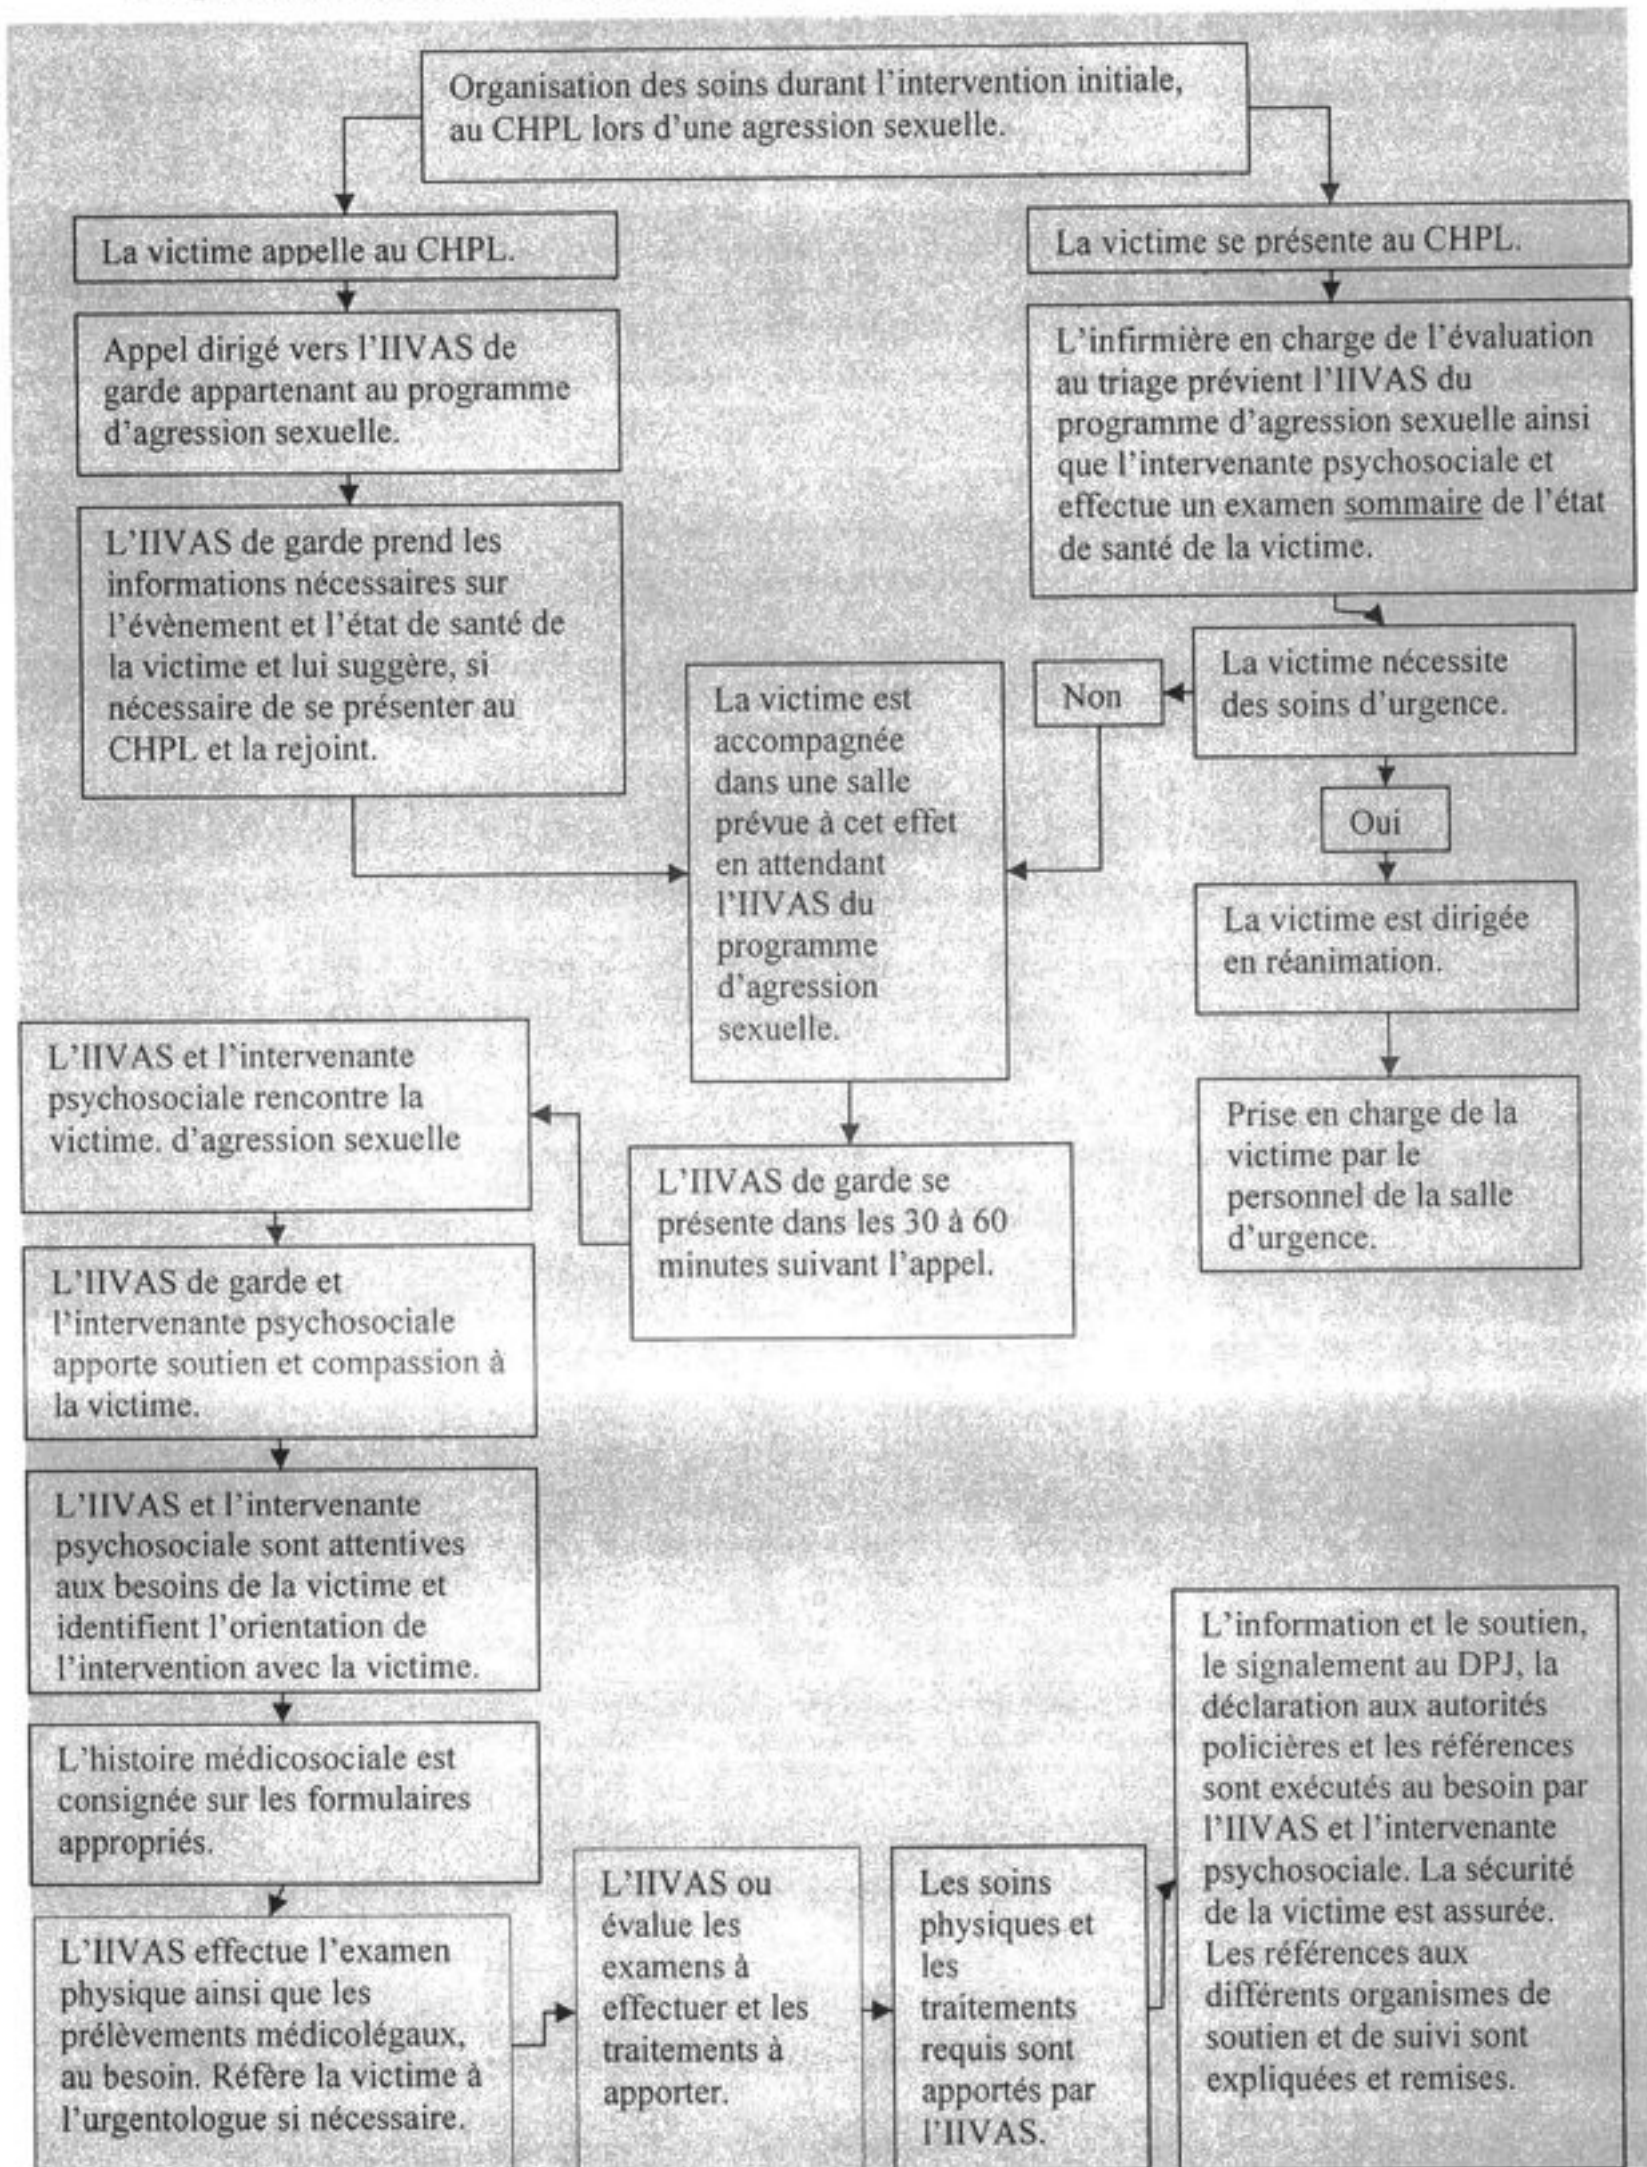 Organisation des soins durant l'intervention initiale,
au CHPL lors d'une agression sexuelle.
La victime appelle au CHPL.
Appel dirigé vers l'IIVAS de
garde appartenant au programme
d'agression sexuelle.
L'IIVAS de garde prend les
informations nécessaires sur
l'évènement et l'état de santé de
la victime et lui suggère, si
nécessaire de se présenter au
CHPL et la rejoint.
La victime se présente au CHPL.
L'infirmière en charge de l'évaluation
au triage prévient l'IIVAS du
programme d'agression sexuelle ainsi
que l'intervenante psychosociale et
effectue un examen sommaire de l'état
de santé de la victime.
La victime nécessite
des soins d'urgence.
Non
Oui
La victime est dirigée
en réanimation.
Prise en charge de la
victime par le
personnel de la salle
d'urgence.
La victime est
accompagnée
dans une salle
prévue à cet effet
en attendant
l'IIVAS du
programme
d'agression
sexuelle.
L'IIVAS de garde se
présente dans les 30 à 60
minutes suivant l'appel.
L'IIVAS et l'intervenante
psychosociale rencontre la
victime. d'agression sexuelle
L'IIVAS de garde et
l'intervenante psychosociale
apporte soutien et compassion à
la victime.
L'IIVAS et l'intervenante
psychosociale sont attentives
aux besoins de la victime et
identifient l'orientation de
l'intervention avec la victime.
L'histoire médicosociale est
consignée sur les formulaires
appropriés.
L'IIVAS effectue l'examen
physique ainsi que les
prélèvements médicolégaux,
au besoin. Réfère la victime à
l'urgentologue si nécessaire.
L'IIVAS ou
évalue les
examens à
effectuer et les
traitements à
apporter.
Les soins
physiques et
les
traitements
requis sont
apportés par
l'IIVAS.
L'information et le soutien,
le signalement au DPJ, la
déclaration aux autorités
policières et les références
sont exécutés au besoin par
l'IIVAS et l'intervenante
psychosociale. La sécurité
de la victime est assurée.
Les références aux
différents organismes de
soutien et de suivi sont
expliquées et remises.